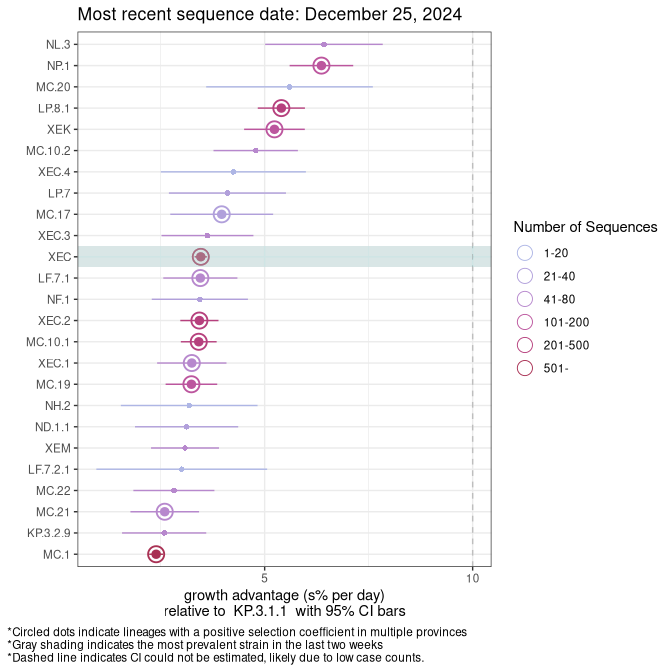 Most recent sequence date: December 25, 2024
NL.3
NP.1
MC.20
LP.8.1
XEK
MC.10.2
XEC.4
LP.7
MC.17
XEC.3
XEC
LF.7.1
NF.1
XEC.2
MC.10.1
XEC.1
MC.19
NH.2
ND.1.1
XEM
LF.7.2.1
MC.22
MC.21
KP.3.2.9
MC.1
5 10
growth advantage (s% per day)
relative to KP.3.1.1 with 95% CI bars
Number of Sequences
1-20
21-40
41-80
101-200
201-500
501-
*Circled dots indicate lineages with a positive selection coefficient in multiple provinces
*Gray shading indicates the most prevalent strain in the last two weeks
*Dashed line indicates CI could not be estimated, likely due to low case counts.